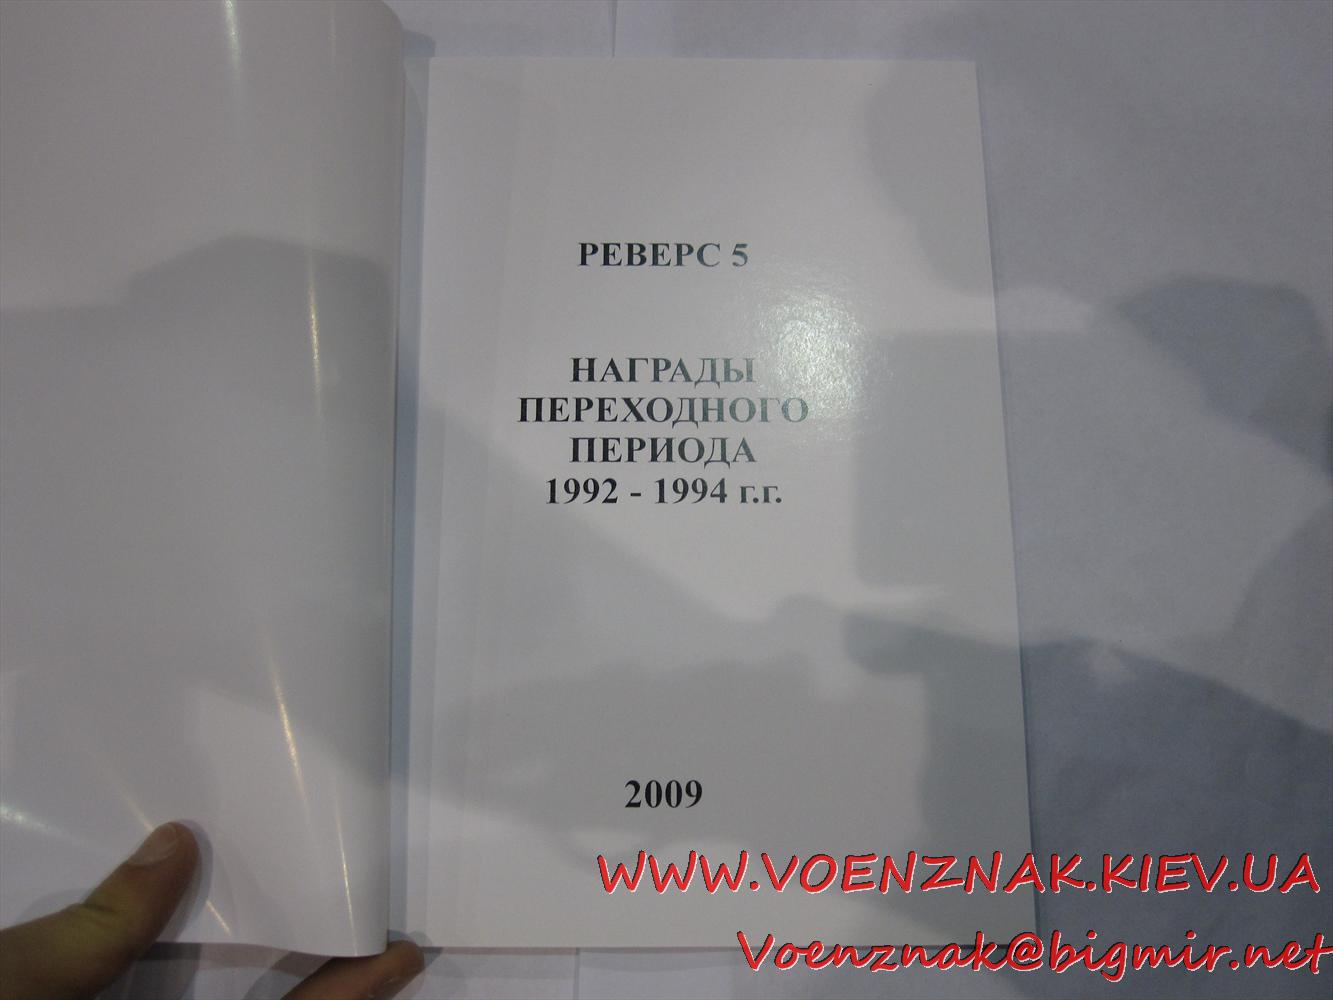 РЕВЕРС 5
НАГРАДЫ
ПЕРЕХОДНОГО
ПЕРИОДА
1992 - 1994 г.г.
2009
WWW.VOENZNAK.KIEV.UA
Voenznak@bigmir.net